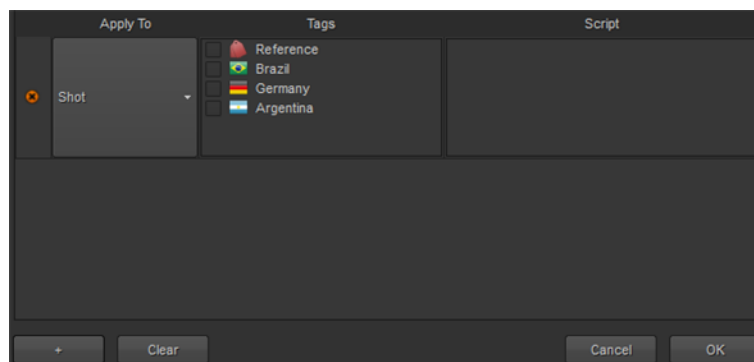 Apply To Tags Script
Shot
Reference
Brazil
Germany
Argentina
+ Clear Cancel OK